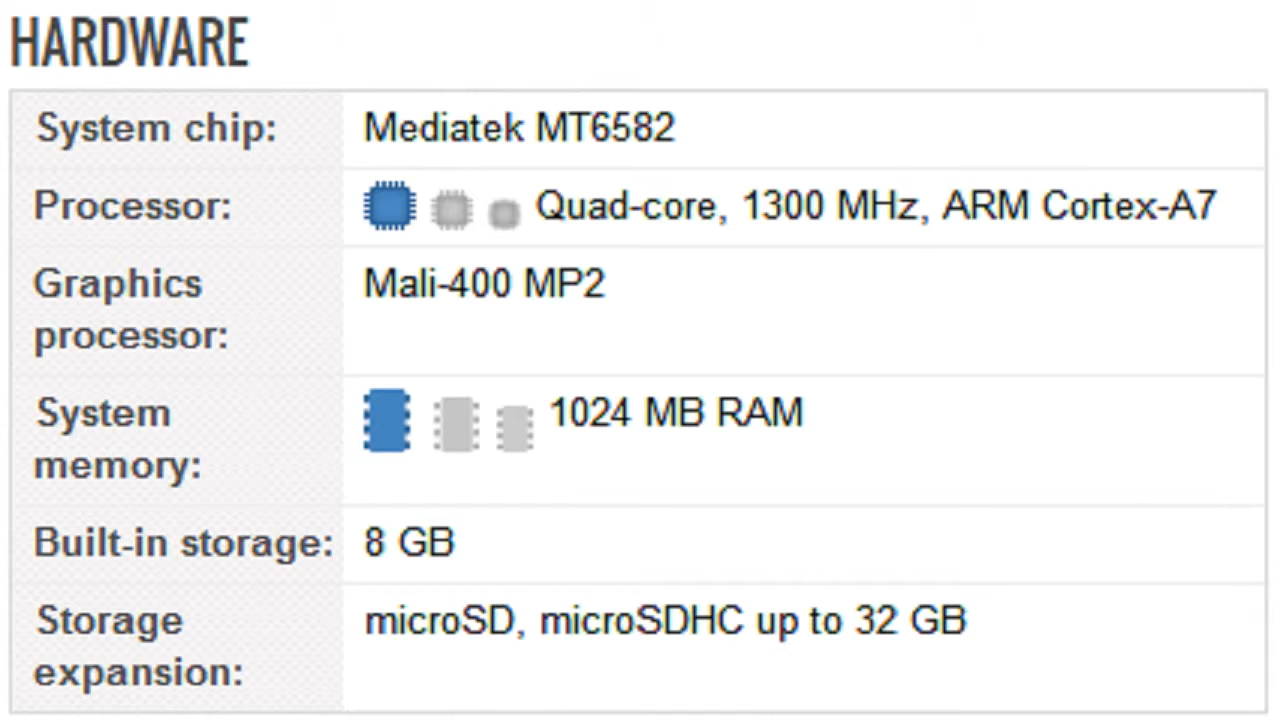 HARDWARE
System chip: Mediatek MT6582
Processor: Quad-core, 1300 MHz, ARM Cortex-A7
Graphics Mali-400 MP2
processor:
System 1024 MB RAM
memory:
Built-in storage: 8 GB
Storage microSD, microSDHC up to 32 GB
expansion: